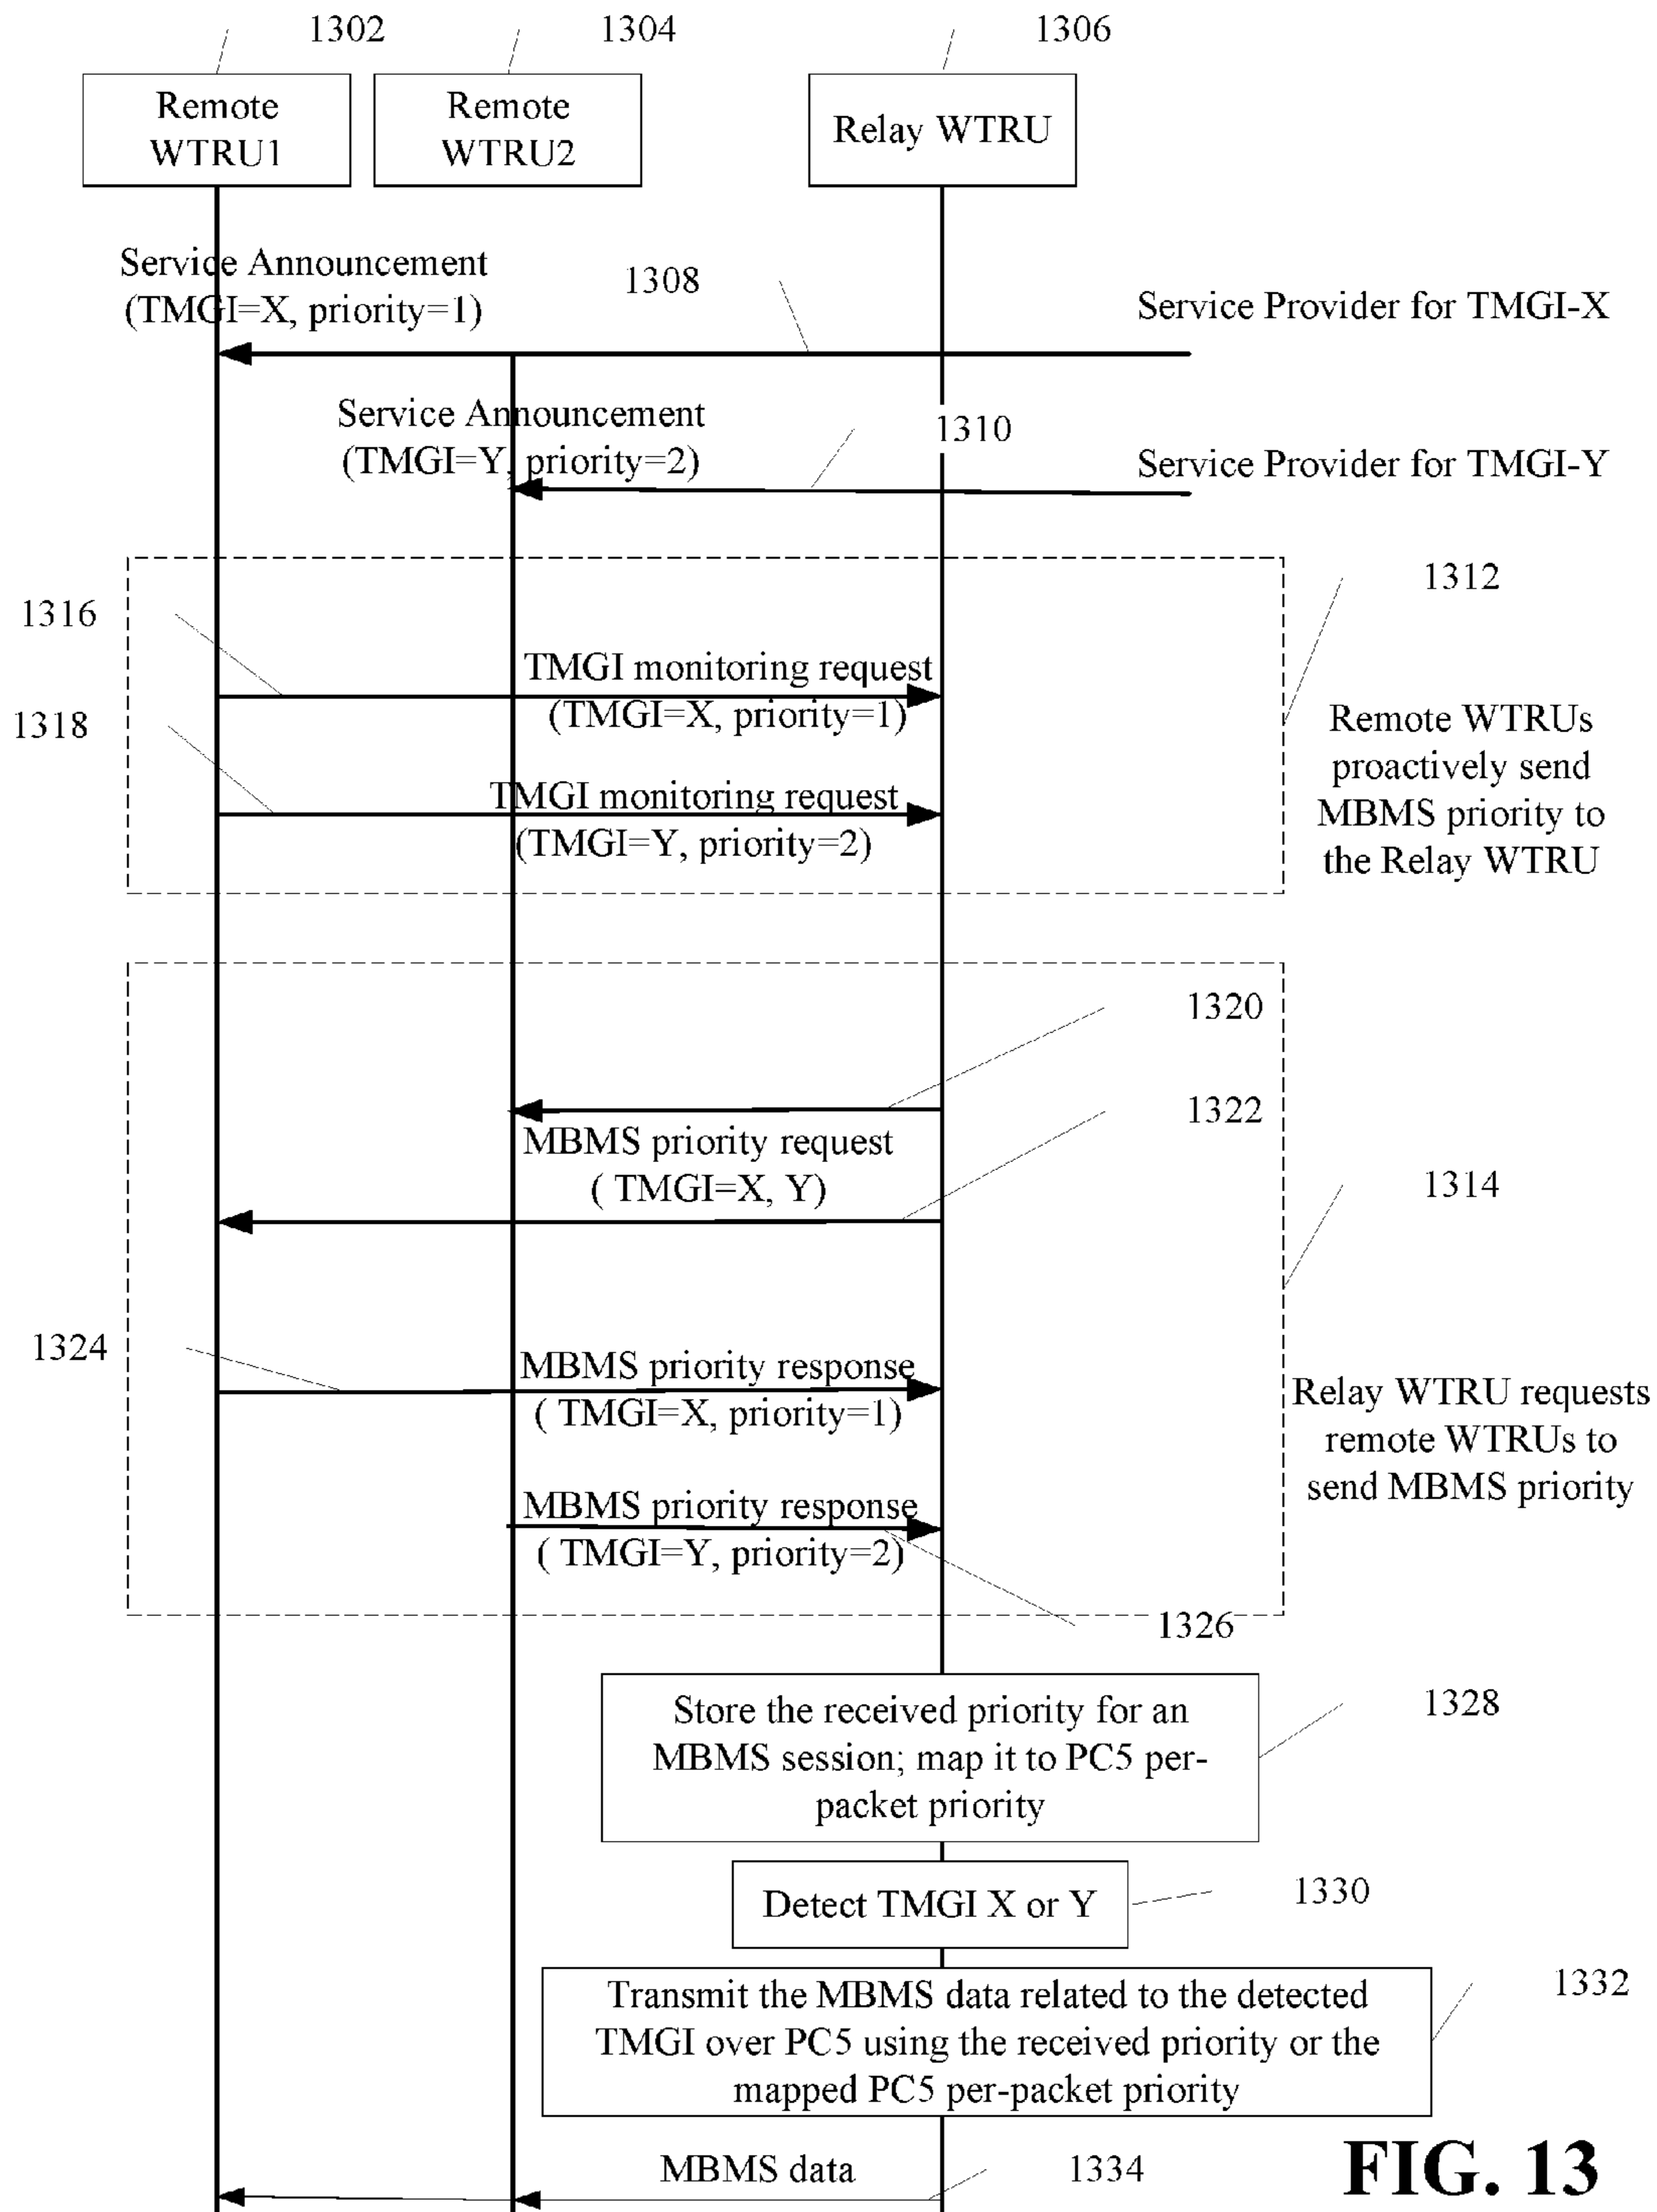 1302
1304
1306
Remote
WTRU1
Remote
WTRU2
Relay WTRU
Service Announcement
(TMGI=X, priority=1)
1308
Service Provider for TMGI-X
Service Announcement
(TMGI=Y, priority=2)
1310
Service Provider for TMGI-Y
1312
1316
TMGI monitoring request
(TMGI=X, priority=1)
1318
TMGI monitoring request
(TMGI=Y, priority=2)
Remote WTRUs
proactively send
MBMS priority to
the Relay WTRU
1320
1322
MBMS priority request
( TMGI=X, Y)
1314
1324
MBMS priority response
( TMGI=X, priority=1)
Relay WTRU requests
remote WTRUs to
send MBMS priority
MBMS priority response
( TMGI=Y, priority=2)
1326
Store the received priority for an
MBMS session; map it to PC5 per-
packet priority
1328
Detect TMGI X or Y
1330
Transmit the MBMS data related to the detected
TMGI over PC5 using the received priority or the
mapped PC5 per-packet priority
1332
MBMS data
1334
FIG. 13